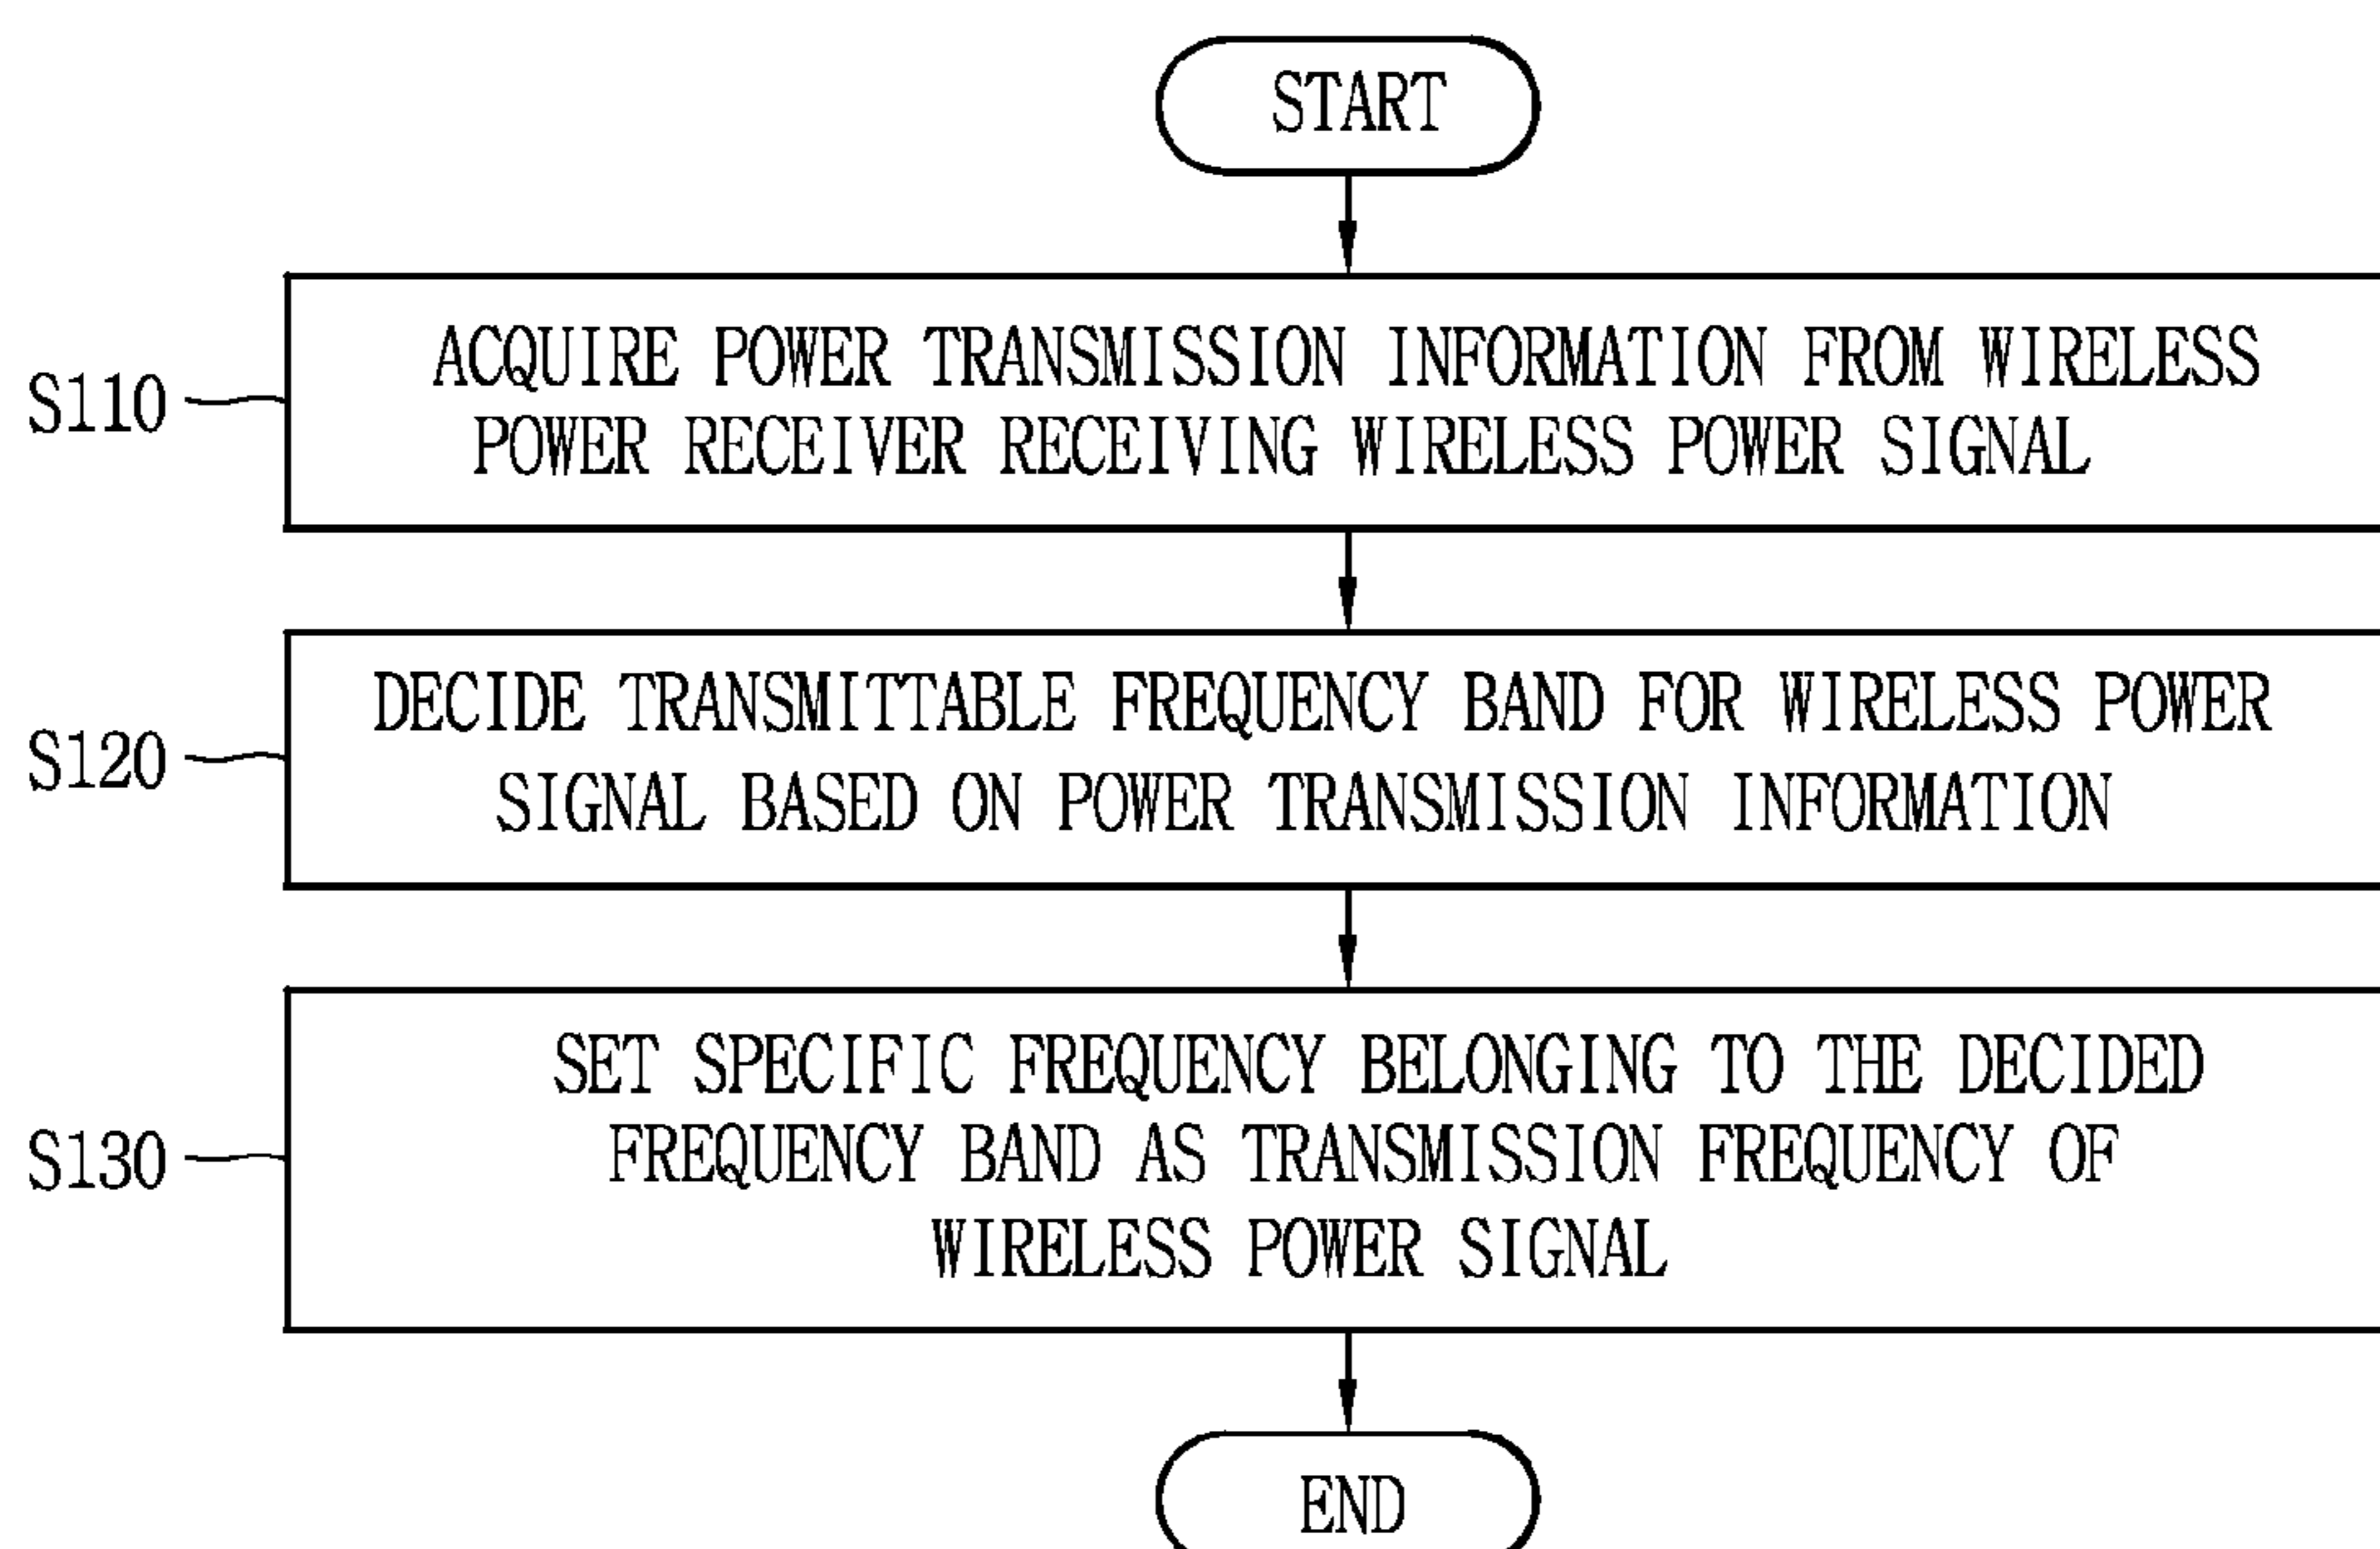 START
ACQUIRE POWER TRANSMISSION INFORMATION FROM WIRELESS
POWER RECEIVER RECEIVING WIRELESS POWER SIGNAL
S110
DECIDE TRANSMITTABLE FREQUENCY BAND FOR WIRELESS POWER
SIGNAL BASED ON POWER TRANSMISSION INFORMATION
S120
SET SPECIFIC FREQUENCY BELONGING TO THE DECIDED
FREQUENCY BAND AS TRANSMISSION FREQUENCY OF
WIRELESS POWER SIGNAL
S130
END